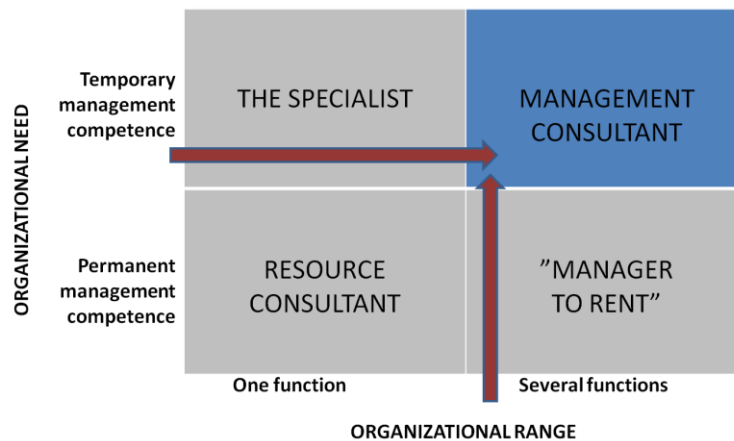 ORGANIZATIONAL NEED
Temporary
management
competence
THE SPECIALIST
MANAGEMENT
CONSULTANT
Permanent
management
competence
RESOURCE
CONSULTANT
”MANAGER
TO RENT”
One function
Several functions
ORGANIZATIONAL RANGE